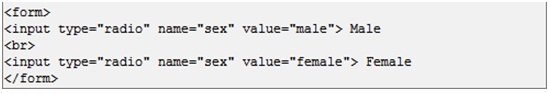 <form>
<input type="radio" name="sex" value="male"> Male
<br>
<input type="radio" name="sex" value="female"> Female
</form>